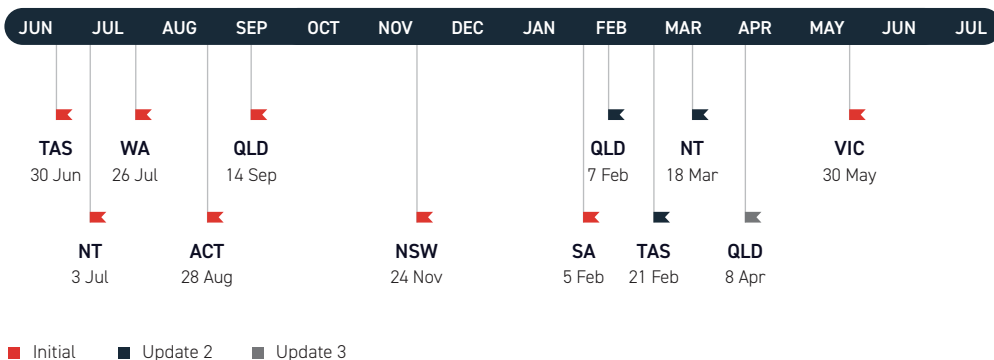 JUN JUL AUG SEP OCT NOV DEC JAN FEB MAR APR MAY JUN JUL
TAS WA QLD QLD NT VIC
30 Jun 26 Jul 14 Sep 7 Feb 18 Mar 30 May
NT ACT NSW SA TAS QLD
3 Jul 28 Aug 24 Nov 5 Feb 21 Feb 8 Apr
Initial Update 2 Update 3